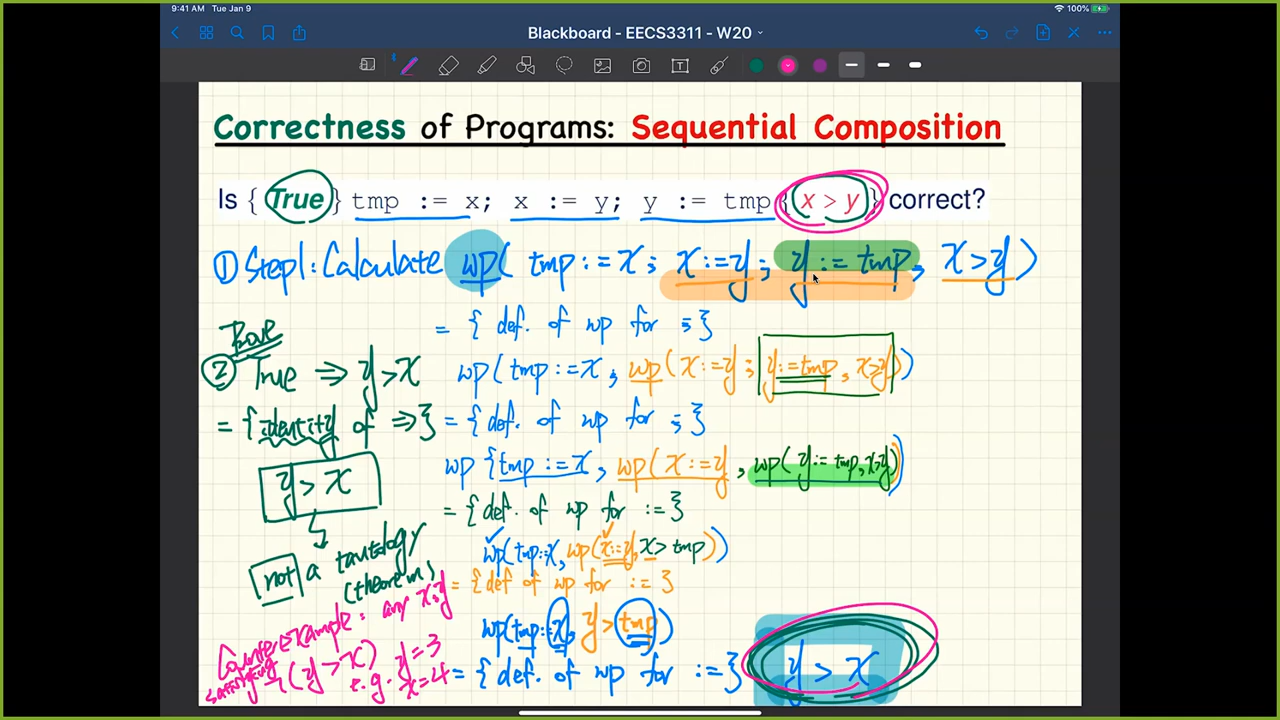 9:41 AM Tue Jan 9
100%
Blackboard - EECS3311 - W20
Correctness of Programs: Sequential Composition
Is { True } tmp := x; x := y; y := tmp { x > y } correct?
① Step1: Calculate wp( tmp := x ; x := y ; y := tmp, x > y )
= { def. of wp for ; }
wp( tmp := x, wp( x := y ; y := tmp, x > y ) )
= { def. of wp for ; }
wp { tmp := x, wp( x := y, wp( y := tmp, x > y ) )
= { def. of wp for := }
wp( tmp := x, wp( x := y, x > tmp ) )
= { def of wp for := }
wp( tmp := x, y > tmp )
= { def. of wp for := } y > x
Prove
② True ⇒ y > x
= { identity of ⇒ }
y > x
not a tautology
(theorem)
Counterexample: any x, y
satisfying ¬(y > x)
e.g. y = 3
x = 4